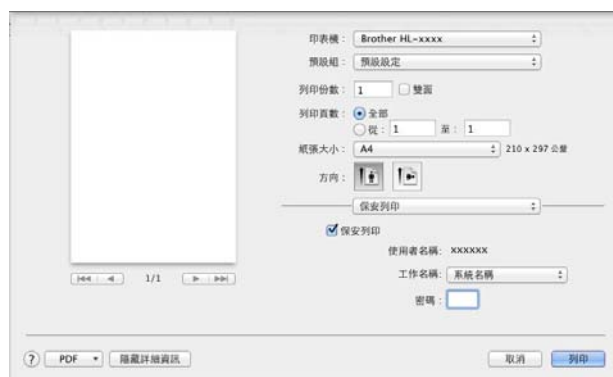 印表機： Brother HL-xxxx
預設組： 預設設定
列印份數： 1 雙面
列印頁數： 全部
從： 1 至： 1
紙張大小： A4 210 x 297 公釐
方向：
保安列印
保安列印
使用者名稱: xxxxxx
工作名稱: 系統名稱
密碼：
1/1
? PDF 隱藏詳細資訊 取消 列印